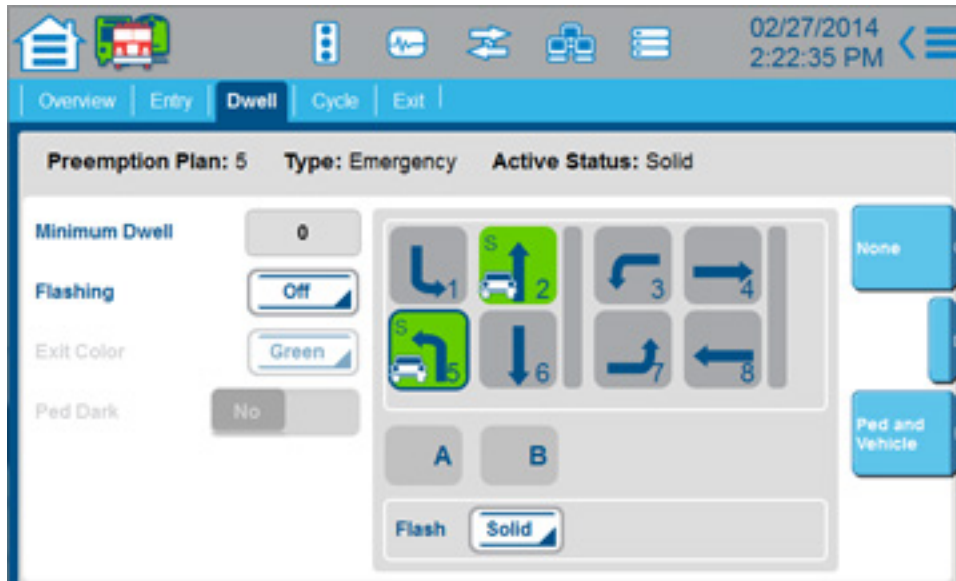 02/27/2014
2:22:35 PM
Overview Entry Dwell Cycle Exit
Preemption Plan: 5 Type: Emergency Active Status: Solid
Minimum Dwell 0
Flashing Off
Exit Color Green
Ped Dark No
1 S 2 3 4
S 5 6 7 8
A B
Flash Solid
None
Ped and
Vehicle